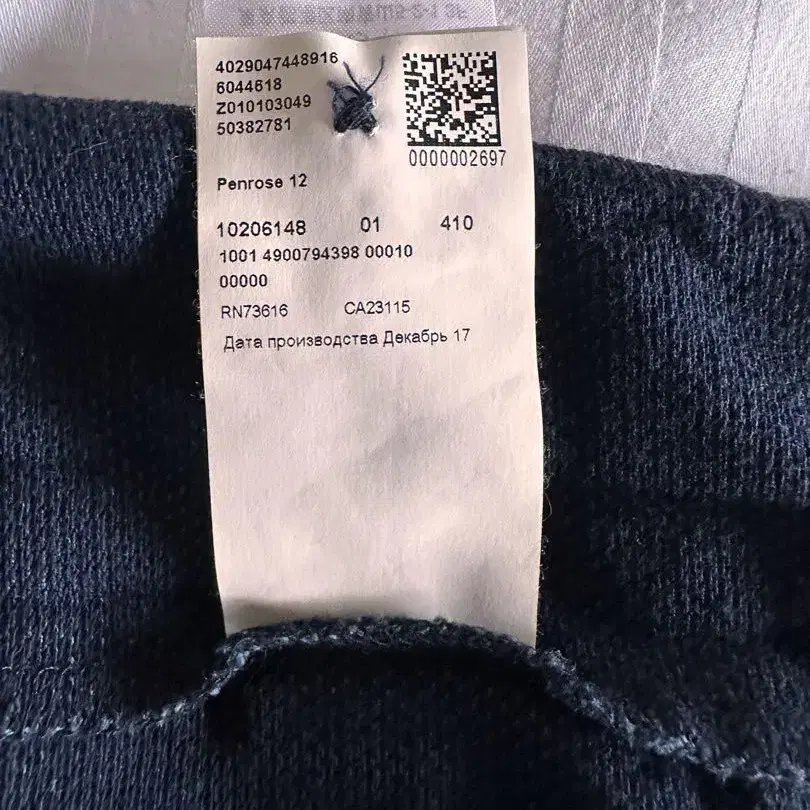 4029047448916
6044618
Z010103049
50382781
0000002697
Penrose 12
10206148 01 410
1001 4900794398 00010
00000
RN73616 CA23115
Дата производства Декабрь 17